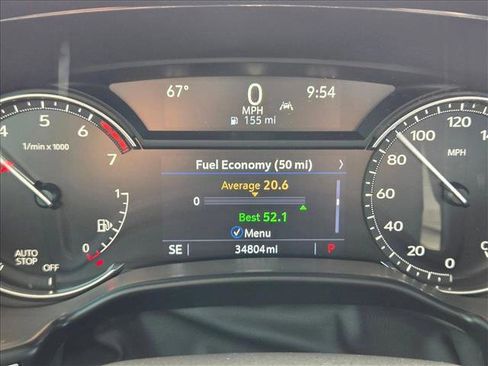 67° 0 9:54
MPH
155 mi
4 5 6 7
1/min x 1000
Fuel Economy (50 mi) >
Average 20.6
0
Best 52.1
Menu
SE 34804mi P
1
0
AUTO
STOP
OFF
0 20 40 60 80 100 120 14
MPH